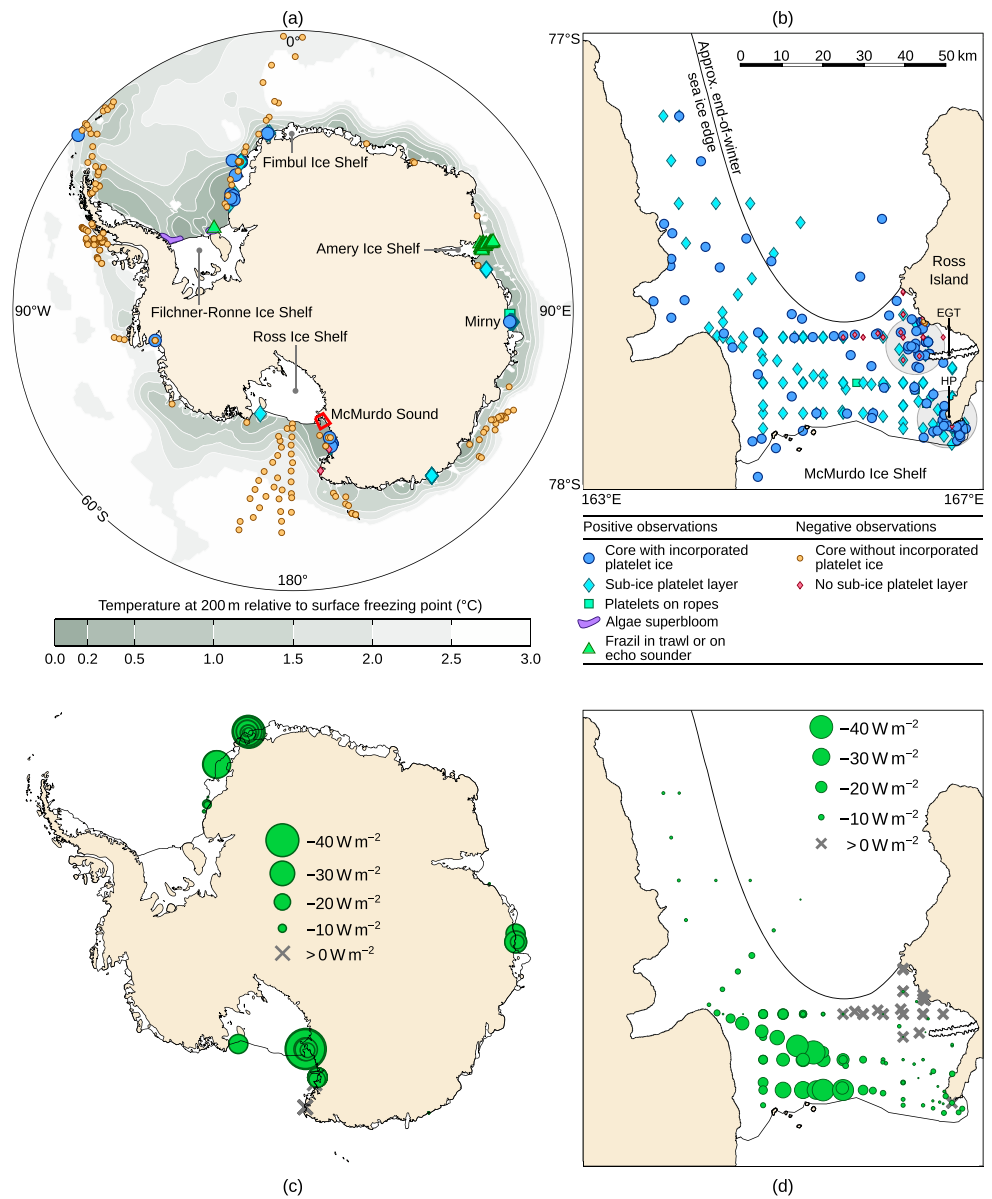 (a)
0°
Fimbul Ice Shelf
Amery Ice Shelf
90°W
90°E
Filchner-Ronne Ice Shelf
Mirny
Ross Ice Shelf
McMurdo Sound
60°S
180°
Temperature at 200 m relative to surface freezing point (°C)
0.0 0.2 0.5 1.0 1.5 2.0 2.5 3.0
(b)
77°S
0 10 20 30 40 50 km
Approx. end-of-winter
sea ice edge
Ross
Island
EGT
HP
McMurdo Ice Shelf
78°S
163°E
167°E
Positive observations
Core with incorporated
platelet ice
Sub-ice platelet layer
Platelets on ropes
Algae superbloom
Frazil in trawl or on
echo sounder
Negative observations
Core without incorporated
platelet ice
No sub-ice platelet layer
−40 W m⁻²
−30 W m⁻²
−20 W m⁻²
−10 W m⁻²
> 0 W m⁻²
(c)
−40 W m⁻²
−30 W m⁻²
−20 W m⁻²
−10 W m⁻²
> 0 W m⁻²
(d)